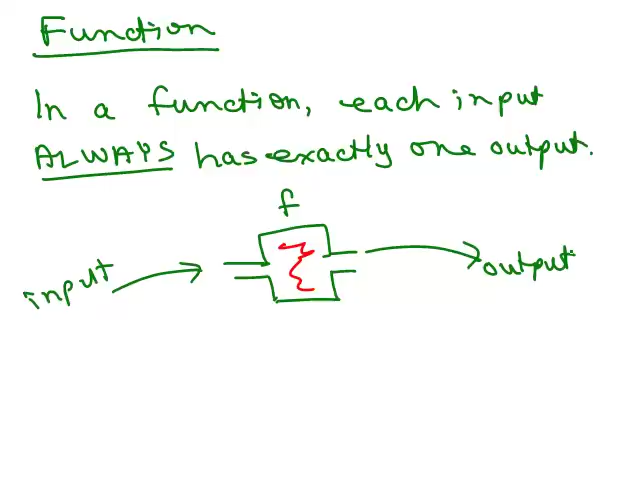 Function
In a function, each input
ALWAYS has exactly one output.
f
input
output